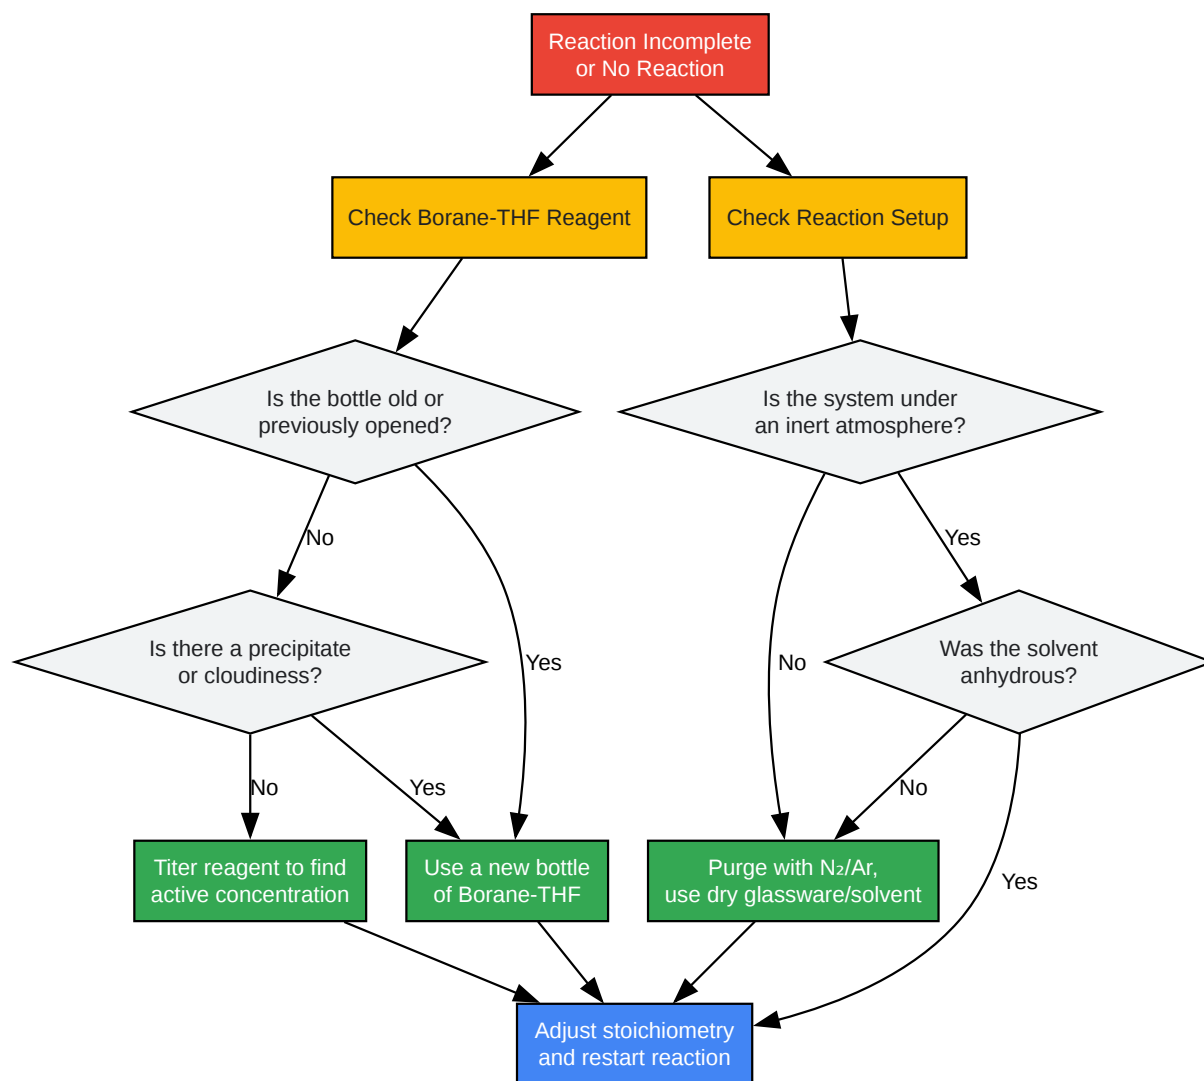 Reaction Incomplete
or No Reaction
Check Borane-THF Reagent
Check Reaction Setup
Is the bottle old or
previously opened?
Is the system under
an inert atmosphere?
No
Yes
Is there a precipitate
or cloudiness?
Yes
No
Was the solvent
anhydrous?
No
Yes
No
Yes
Titer reagent to find
active concentration
Use a new bottle
of Borane-THF
Purge with N₂/Ar,
use dry glassware/solvent
Adjust stoichiometry
and restart reaction